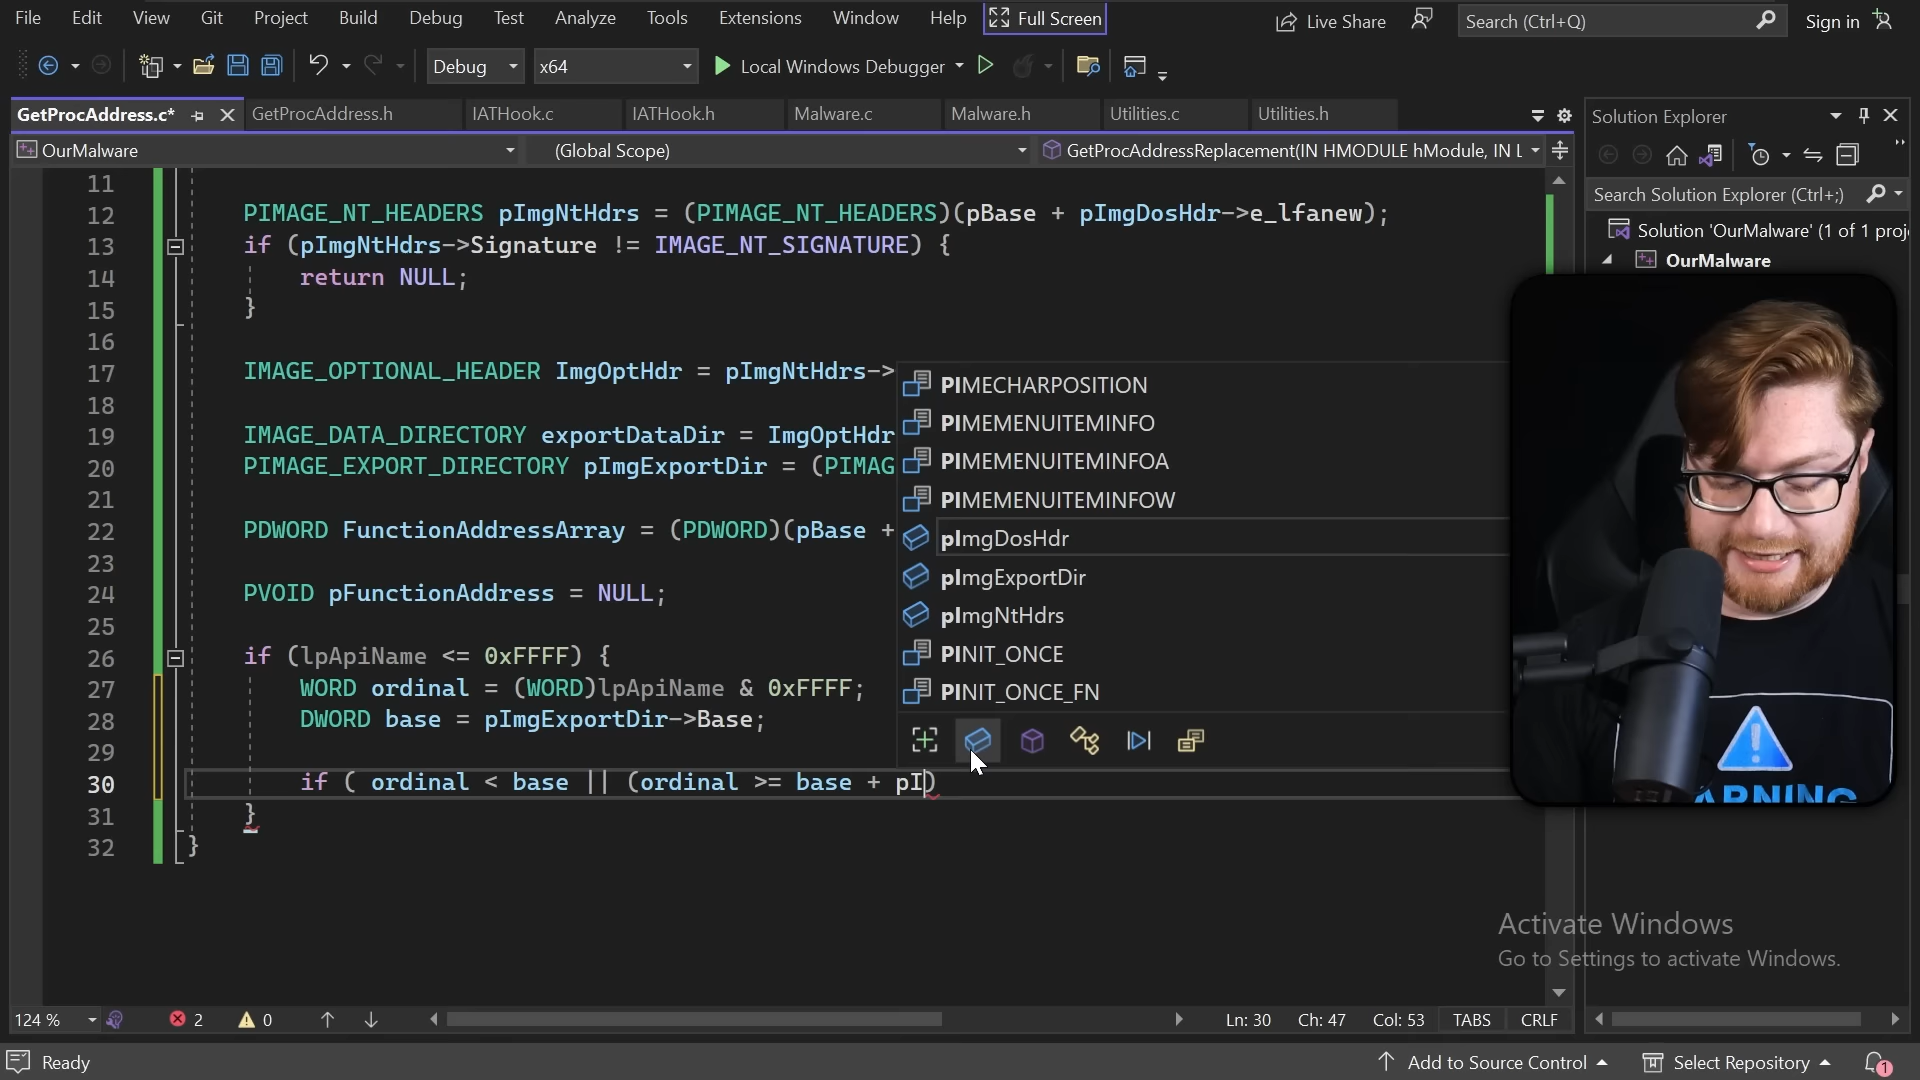 File Edit View Git Project Build Debug Test Analyze Tools Extensions Window Help Full Screen Live Share Search (Ctrl+Q) Sign in
Debug x64 Local Windows Debugger
GetProcAddress.c* GetProcAddress.h IATHook.c IATHook.h Malware.c Malware.h Utilities.c Utilities.h
OurMalware (Global Scope) GetProcAddressReplacement(IN HMODULE hModule, IN L
11
12 PIMAGE_NT_HEADERS pImgNtHdrs = (PIMAGE_NT_HEADERS)(pBase + pImgDosHdr->e_lfanew);
13 if (pImgNtHdrs->Signature != IMAGE_NT_SIGNATURE) {
14 return NULL;
15 }
16
17 IMAGE_OPTIONAL_HEADER ImgOptHdr = pImgNtHdrs->
18
19 IMAGE_DATA_DIRECTORY exportDataDir = ImgOptHdr
20 PIMAGE_EXPORT_DIRECTORY pImgExportDir = (PIMAG
21
22 PDWORD FunctionAddressArray = (PDWORD)(pBase +
23
24 PVOID pFunctionAddress = NULL;
25
26 if (lpApiName <= 0xFFFF) {
27 WORD ordinal = (WORD)lpApiName & 0xFFFF;
28 DWORD base = pImgExportDir->Base;
29
30 if ( ordinal < base || (ordinal >= base + pI)
31 }
32 }
PIMECHARPOSITION
PIMEMENUITEMINFO
PIMEMENUITEMINFOA
PIMEMENUITEMINFOW
pImgDosHdr
pImgExportDir
pImgNtHdrs
PINIT_ONCE
PINIT_ONCE_FN
Solution Explorer
Search Solution Explorer (Ctrl+;)
Solution 'OurMalware' (1 of 1 proj
OurMalware
LEARNING
Activate Windows
Go to Settings to activate Windows.
124 % 2 0 Ln: 30 Ch: 47 Col: 53 TABS CRLF
Ready Add to Source Control Select Repository 1